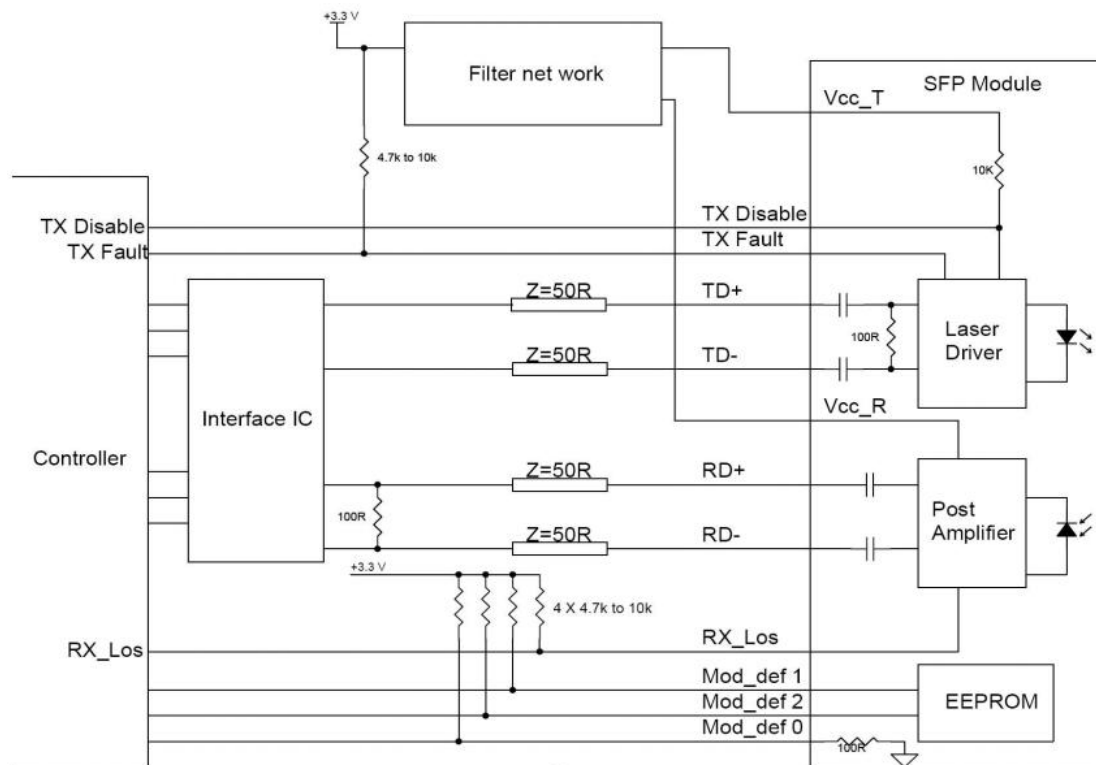 +3.3 V
Filter net work
SFP Module
Vcc_T
4.7k to 10k
10K
TX Disable
TX Disable
TX Fault
TX Fault
Z=50R
TD+
100R
Laser
Driver
Z=50R
TD-
Interface IC
Vcc_R
Controller
Z=50R
RD+
100R
Post
Amplifier
Z=50R
RD-
+3.3 V
4 X 4.7k to 10k
RX_Los
RX_Los
Mod_def 1
Mod_def 2
EEPROM
Mod_def 0
100R